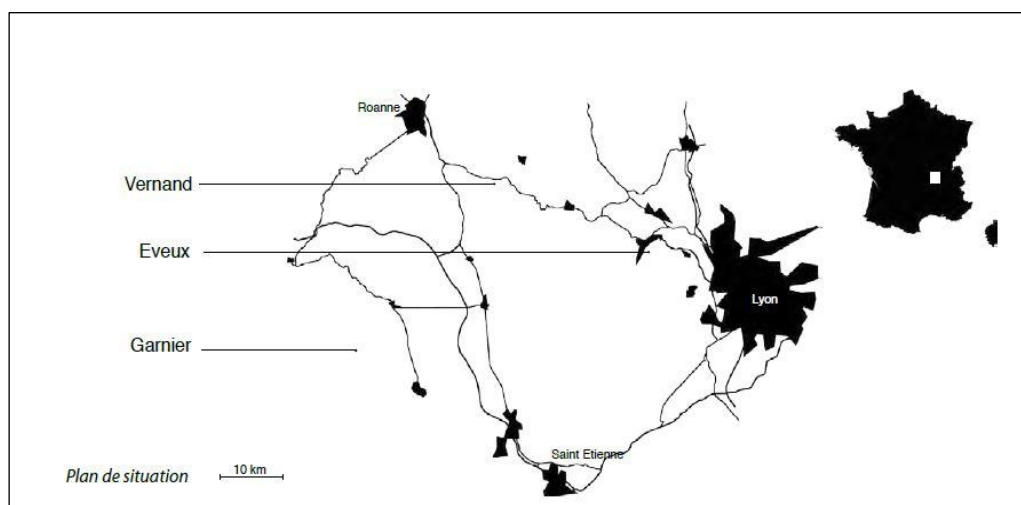 Roanne
Vernand
Eveux
Lyon
Garnier
Saint Etienne
Plan de situation
10 km